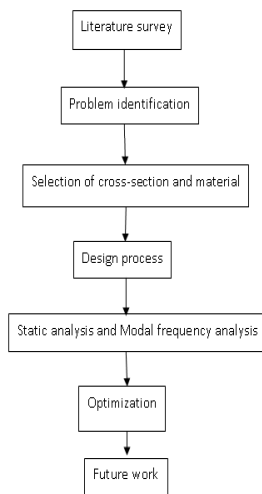 Literature survey
Problem identification
Selection of cross-section and material
Design process
Static analysis and Modal frequency analysis
Optimization
Future work